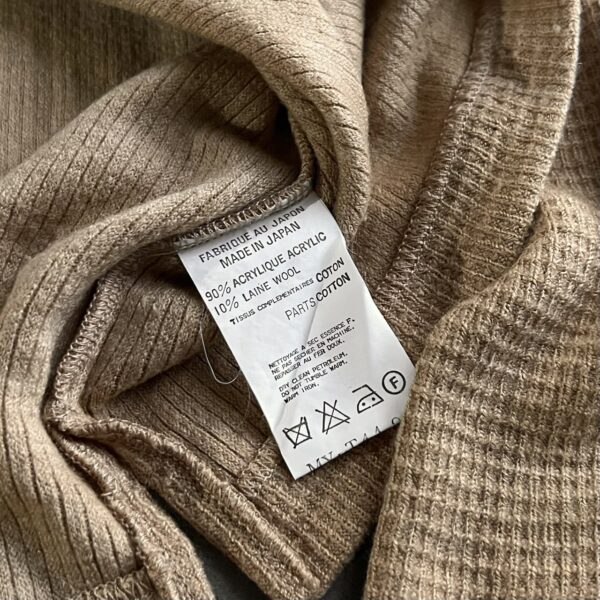 FABRIQUE AU JAPON
MADE IN JAPAN
90% ACRYLIQUE ACRYLIC
10% LAINE WOOL
TISSUS COMPLEMENTAIRES COTON
PARTS COTTON
NETTOYAGE A SEC ESSENCE F.
NE PAS SECHEE EN MACHINE.
REPASSER AU FER DOUX.
DRY CLEAN PETROLEUM.
DO NOT TUMBLE WARM.
WARM IRON.
F